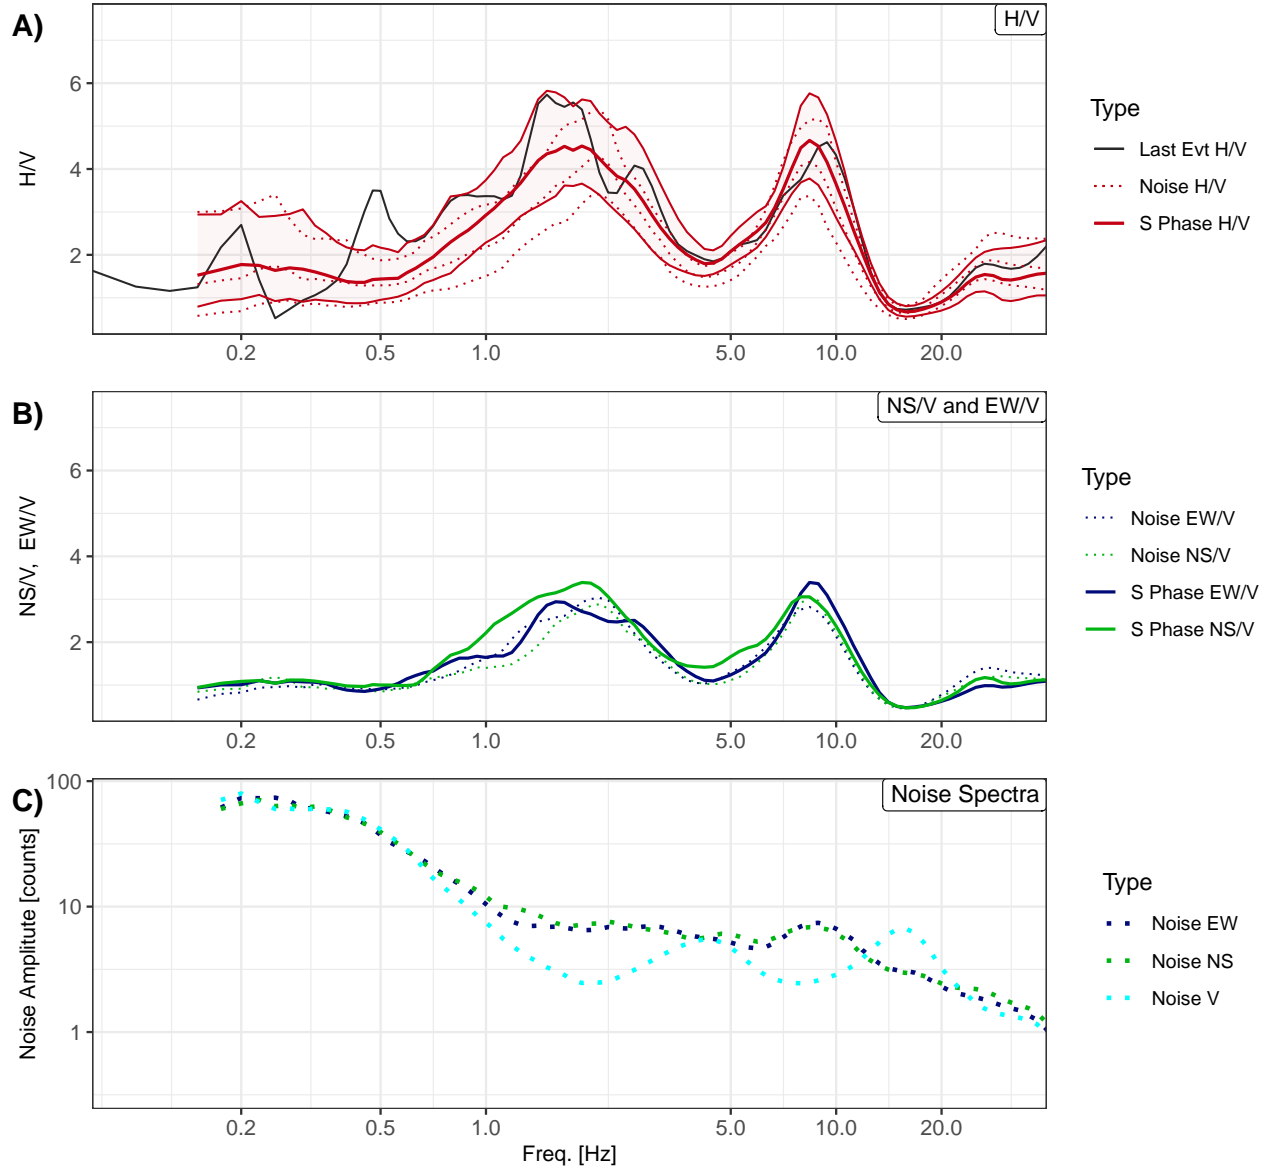 A)
H/V
6
4
2
H/V
0.2
0.5
1.0
5.0
10.0
20.0
Type
Last Evt H/V
Noise H/V
S Phase H/V
B)
NS/V and EW/V
6
4
2
NS/V,  EW/V
0.2
0.5
1.0
5.0
10.0
20.0
Type
Noise EW/V
Noise NS/V
S Phase EW/V
S Phase NS/V
C)
Noise Spectra
100
10
1
Noise Amplitute [counts]
0.2
0.5
1.0
5.0
10.0
20.0
Freq. [Hz]
Type
Noise EW
Noise NS
Noise V